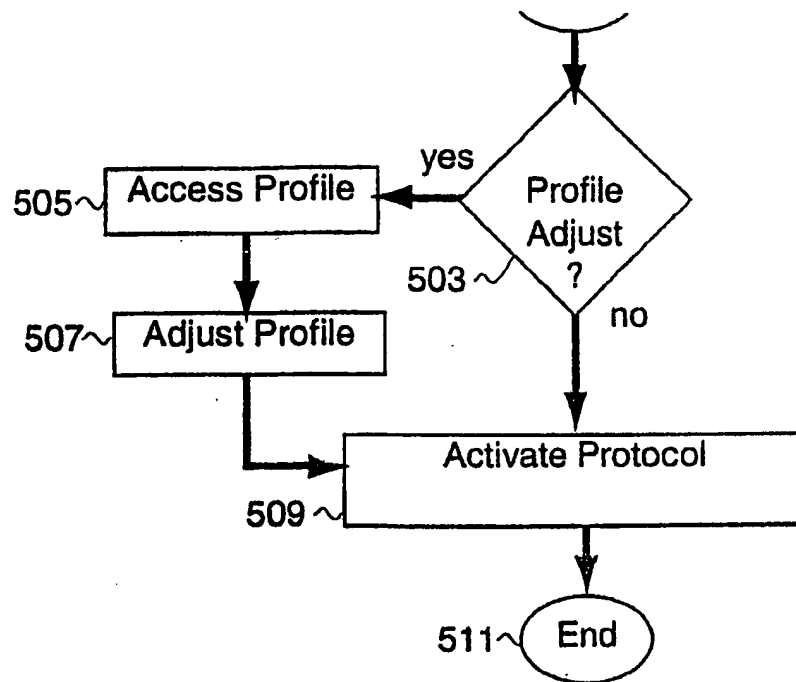 yes
Profile
Adjust
?
503
no
505
Access Profile
507
Adjust Profile
Activate Protocol
509
511
End